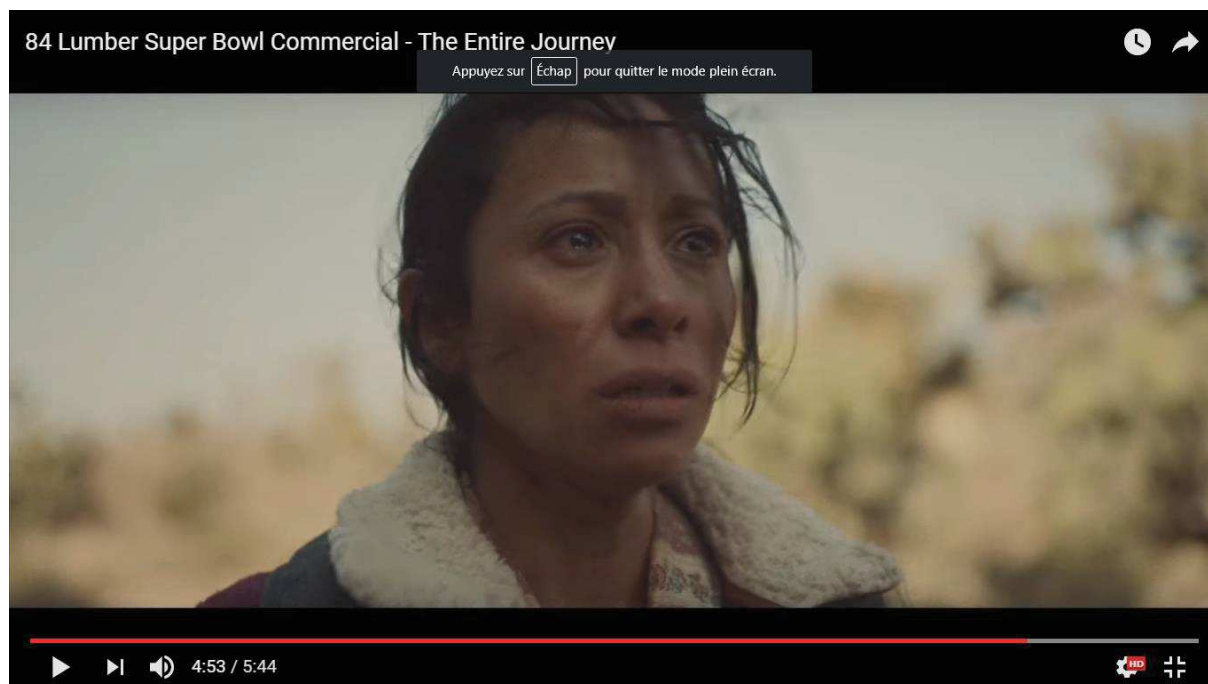 84 Lumber Super Bowl Commercial - The Entire Journey
Appuyez sur Échap pour quitter le mode plein écran.
4:53 / 5:44
HD